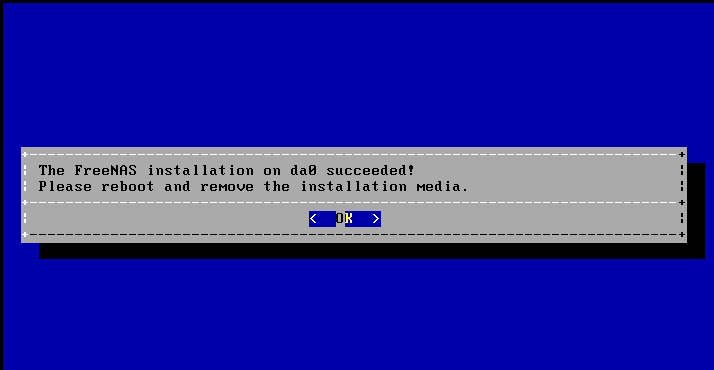 The FreeNAS installation on da0 succeeded!
Please reboot and remove the installation media.
<  OK  >